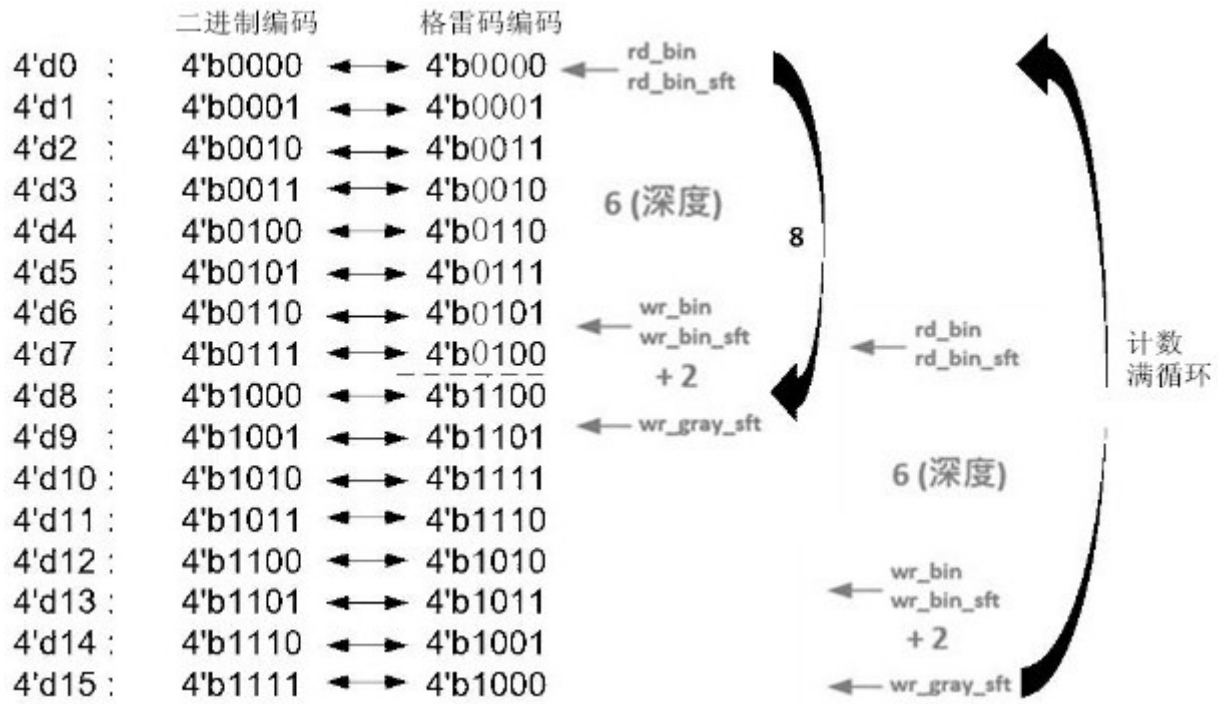 二进制编码 格雷码编码
4'd0 : 4'b0000 4'b0000
4'd1 : 4'b0001 4'b0001
4'd2 : 4'b0010 4'b0011
4'd3 : 4'b0011 4'b0010
4'd4 : 4'b0100 4'b0110
4'd5 : 4'b0101 4'b0111
4'd6 : 4'b0110 4'b0101
4'd7 : 4'b0111 4'b0100
4'd8 : 4'b1000 4'b1100
4'd9 : 4'b1001 4'b1101
4'd10 : 4'b1010 4'b1111
4'd11 : 4'b1011 4'b1110
4'd12 : 4'b1100 4'b1010
4'd13 : 4'b1101 4'b1011
4'd14 : 4'b1110 4'b1001
4'd15 : 4'b1111 4'b1000
rd_bin
rd_bin_sft
6 (深度)
8
wr_bin
wr_bin_sft
+ 2
wr_gray_sft
rd_bin
rd_bin_sft
6 (深度)
wr_bin
wr_bin_sft
+ 2
wr_gray_sft
计数
满循环